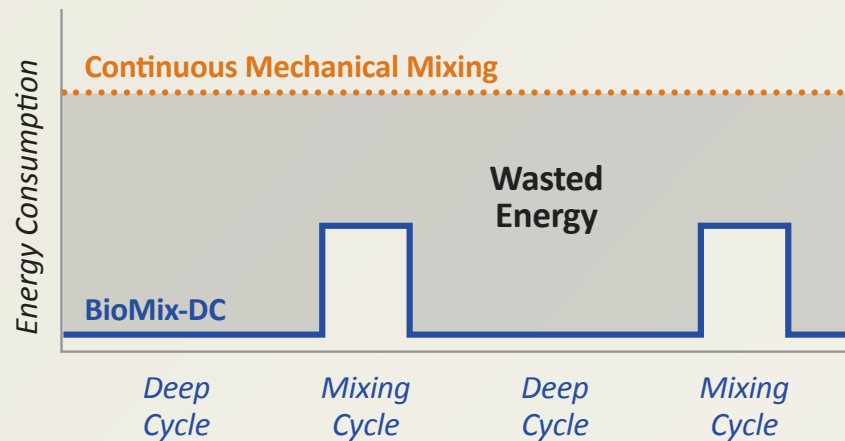 Energy Consumption
Continuous Mechanical Mixing
Wasted
Energy
BioMix-DC
Deep
Cycle
Mixing
Cycle
Deep
Cycle
Mixing
Cycle